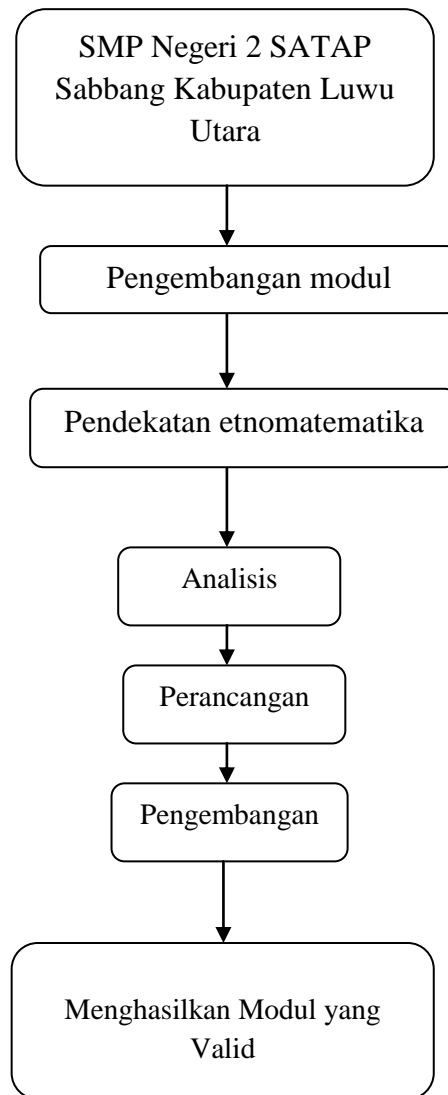 SMP Negeri 2 SATAP
Sabbang Kabupaten Luwu
Utara
Pengembangan modul
Pendekatan etnomatematika
Analisis
Perancangan
Pengembangan
Menghasilkan Modul yang
Valid